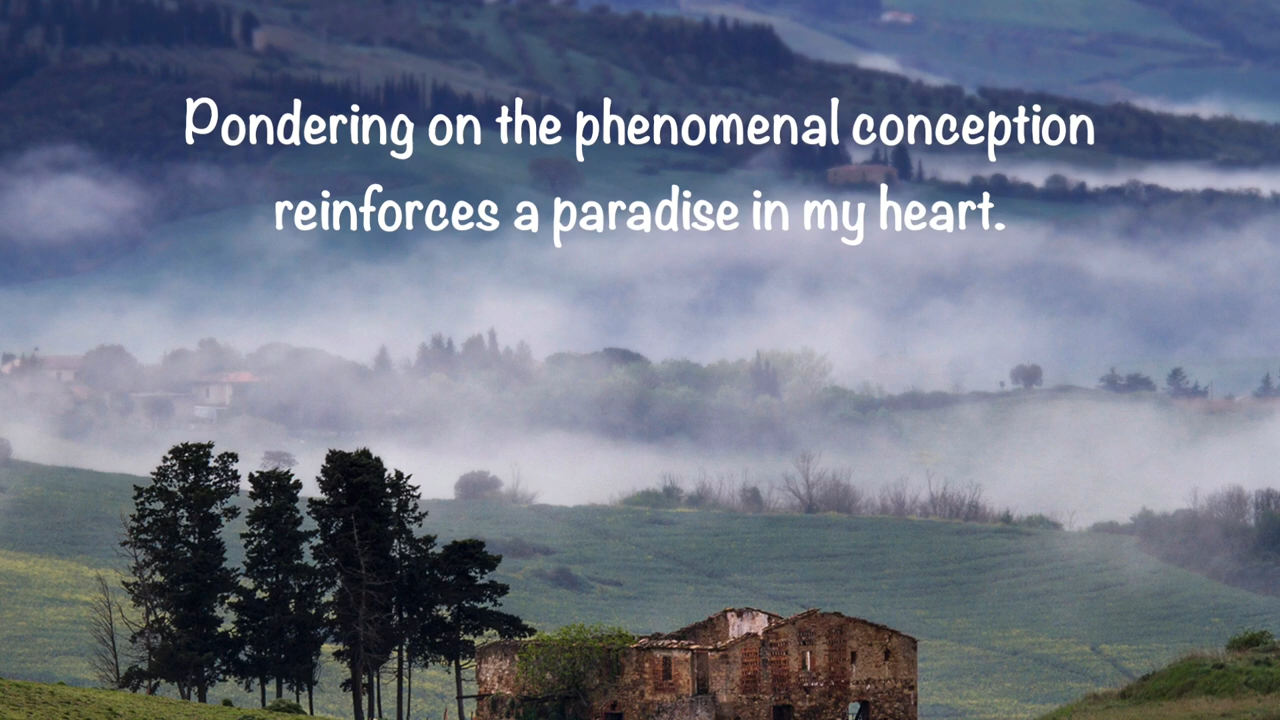 Pondering on the phenomenal conception
reinforces a paradise in my heart.